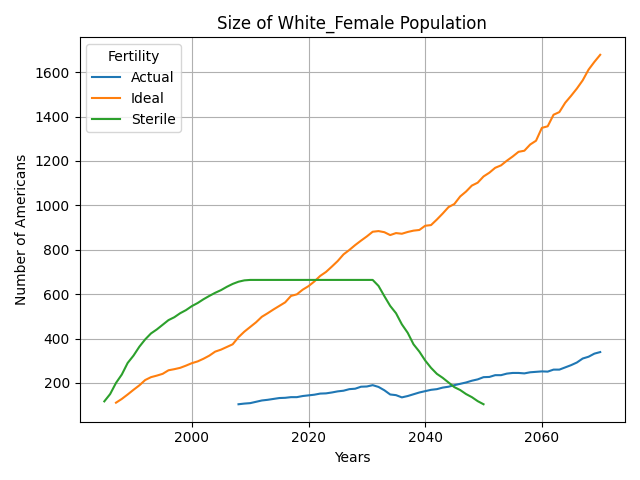 Size of White_Female Population
Fertility
Actual
Ideal
Sterile
Number of Americans
1600
1400
1200
1000
800
600
400
200
2000
2020
2040
2060
Years